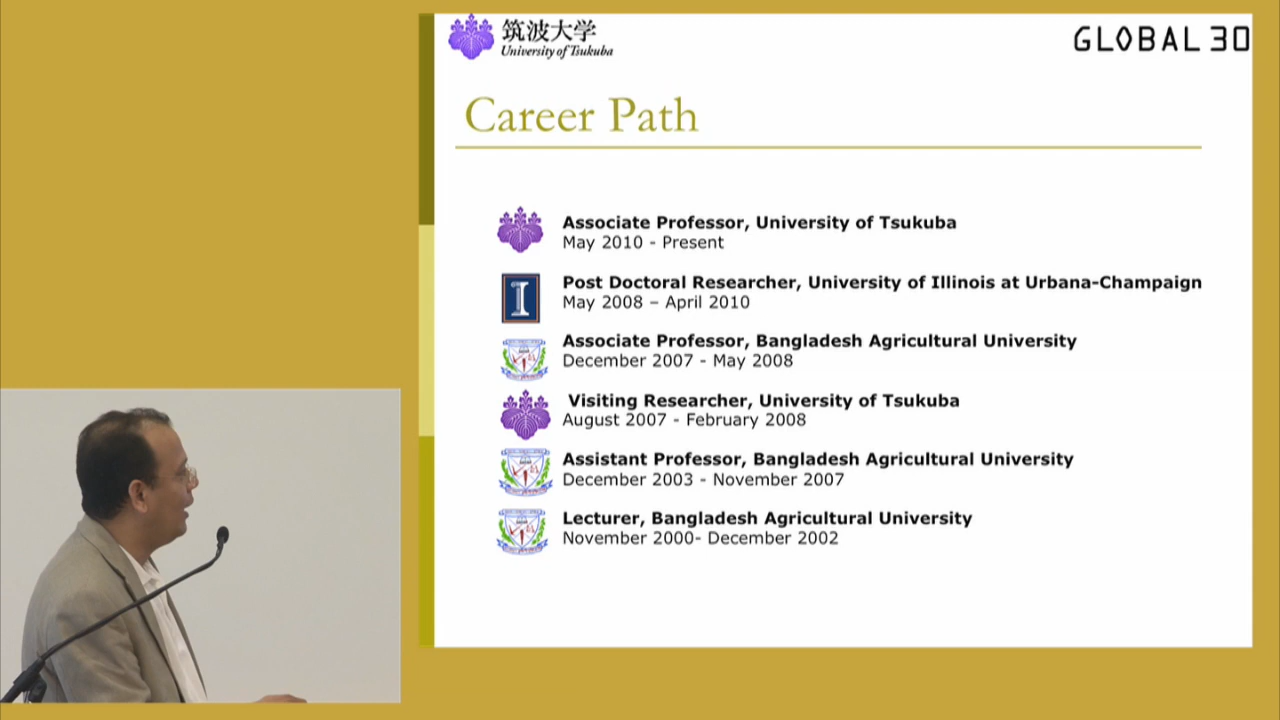 筑波大学
University of Tsukuba
GLOBAL 30
Career Path
Associate Professor, University of Tsukuba
May 2010 - Present
Post Doctoral Researcher, University of Illinois at Urbana-Champaign
May 2008 – April 2010
Associate Professor, Bangladesh Agricultural University
December 2007 - May 2008
Visiting Researcher, University of Tsukuba
August 2007 - February 2008
Assistant Professor, Bangladesh Agricultural University
December 2003 - November 2007
Lecturer, Bangladesh Agricultural University
November 2000- December 2002